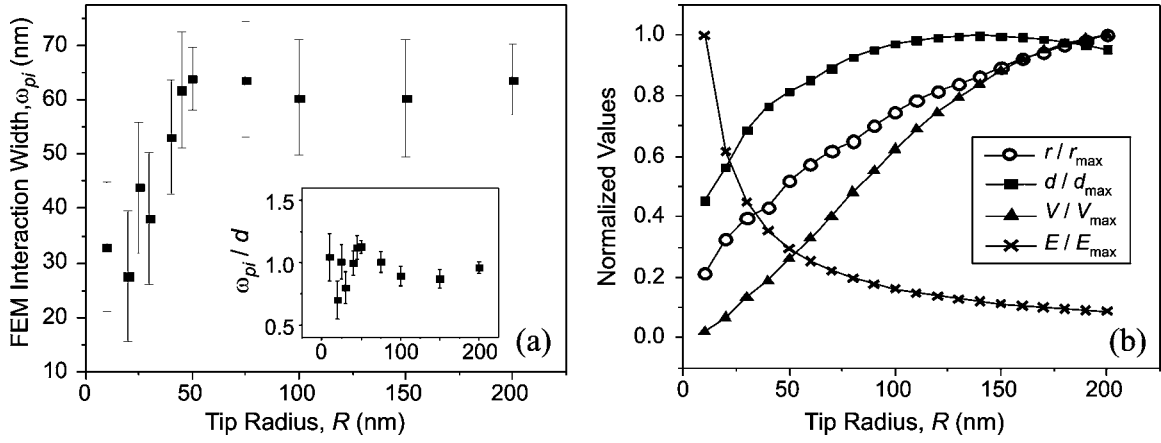 FEM Interaction Width, ωpi (nm)
70
60
50
40
30
20
10
0
50
100
150
200
Tip Radius, R (nm)
(a)
ωpi / d
1.5
1.0
0.5
0
100
200
Normalized Values
1.0
0.8
0.6
0.4
0.2
0.0
0
50
100
150
200
Tip Radius, R (nm)
(b)
r / rmax
d / dmax
V / Vmax
E / Emax